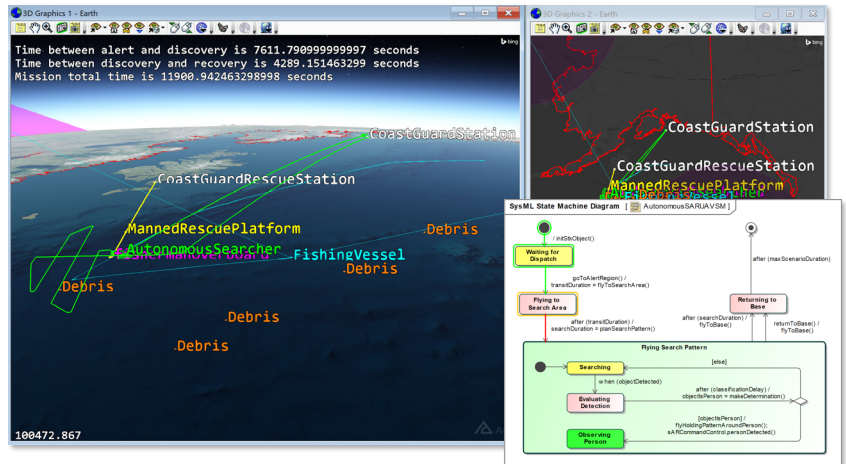 3D Graphics 1 - Earth
bing
Time between alert and discovery is 7611.790999999997 seconds
Time between discovery and recovery is 4289.151463299 seconds
Mission total time is 11900.942463298998 seconds
CoastGuardStation
CoastGuardRescueStation
MannedRescuePlatform
AutonomousSearcher
FishingVessel
Debris
Debris
Debris
Debris
Debris
100472.867
3D Graphics 2 - Earth
bing
CoastGuardStation
CoastGuardRescueStation
MannedRescuePlatform
SysML State Machine Diagram [ AutonomousSARUAVSM ]
/ initStkObject()
Waiting for
Dispatch
after (maxScenarioDuration)
goToAlertRegion() /
transitDuration = flyToSearchArea()
Flying to
Search Area
Returning to
Base
after (transitDuration) /
searchDuration = planSearchPattern()
after (searchDuration) /
flyToBase()
returnToBase() /
flyToBase()
Flying Search Pattern
[else]
Searching
when (objectDetected)
after (classificationDelay) /
objectIsPerson = makeDetermination()
Evaluating
Detection
[objectIsPerson] /
flyHoldingPatternAroundPerson();
sARCommandControl.personDetected()
Observing
Person